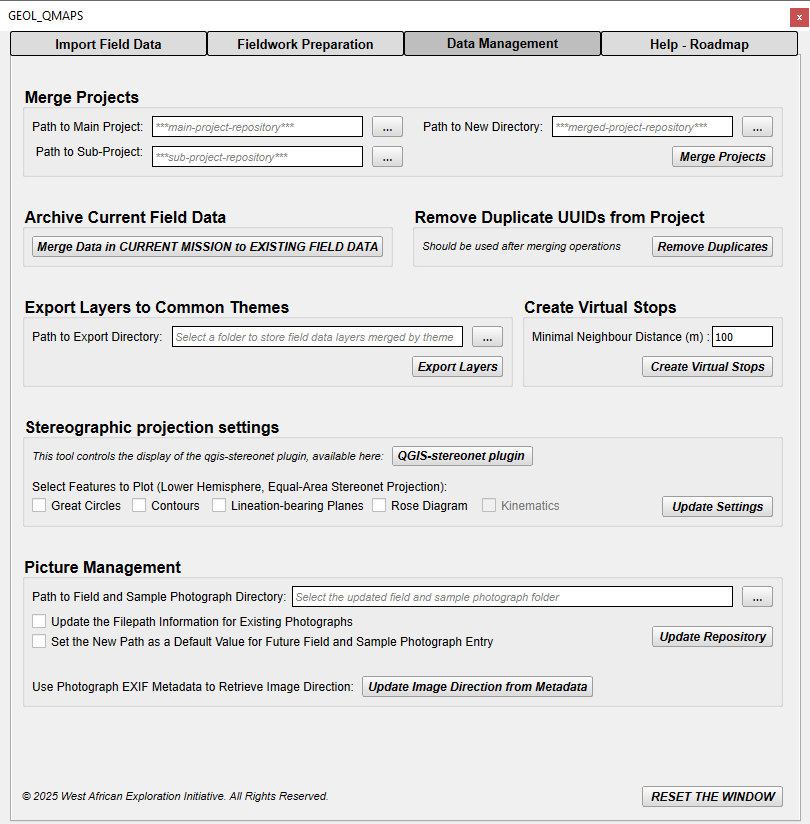 GEOL_QMAPS
x
Import Field Data
Fieldwork Preparation
Data Management
Help - Roadmap
Merge Projects
Path to Main Project: ***main-project-repository*** ... Path to New Directory: ***merged-project-repository*** ...
Path to Sub-Project: ***sub-project-repository*** ... Merge Projects
Archive Current Field Data
Merge Data in CURRENT MISSION to EXISTING FIELD DATA
Remove Duplicate UUIDs from Project
Should be used after merging operations Remove Duplicates
Export Layers to Common Themes
Path to Export Directory: Select a folder to store field data layers merged by theme ...
Export Layers
Create Virtual Stops
Minimal Neighbour Distance (m) : 100
Create Virtual Stops
Stereographic projection settings
This tool controls the display of the qgis-stereonet plugin, available here: QGIS-stereonet plugin
Select Features to Plot (Lower Hemisphere, Equal-Area Stereonet Projection):
Great Circles Contours Lineation-bearing Planes Rose Diagram Kinematics Update Settings
Picture Management
Path to Field and Sample Photograph Directory: Select the updated field and sample photograph folder ...
Update the Filepath Information for Existing Photographs
Set the New Path as a Default Value for Future Field and Sample Photograph Entry
Update Repository
Use Photograph EXIF Metadata to Retrieve Image Direction: Update Image Direction from Metadata
© 2025 West African Exploration Initiative. All Rights Reserved. RESET THE WINDOW